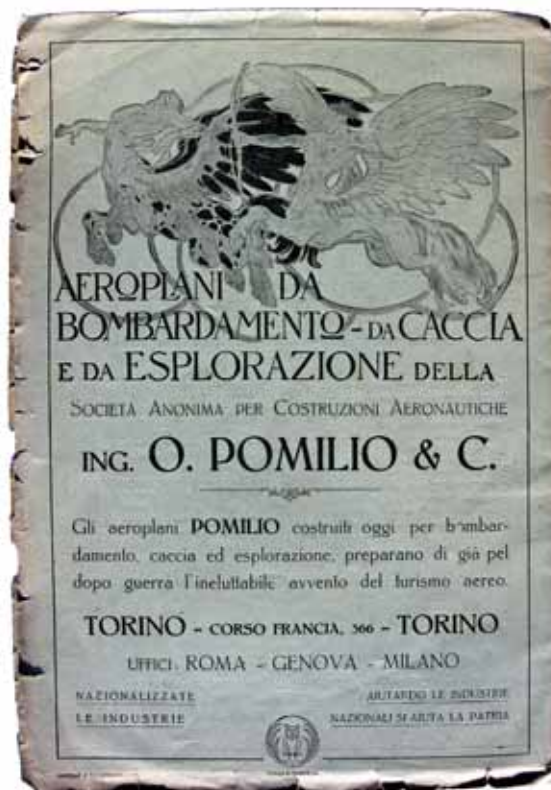 AEROPLANI DA
BOMBARDAMENTO - DA CACCIA
E DA ESPLORAZIONE DELLA
SOCIETÀ ANONIMA PER COSTRUZIONI AERONAUTICHE
ING. O. POMILIO & C.
Gli aeroplani POMILIO costruiti oggi per bombar-
damento, caccia ed esplorazione, preparano di già pel
dopo guerra l'ineluttabile avvento del turismo aereo.
TORINO - CORSO FRANCIA, 366 - TORINO
UFFICI: ROMA - GENOVA - MILANO
NAZIONALIZZATE
LE INDUSTRIE
AIUTANDO LE INDUSTRIE
NAZIONALI SI AIUTA LA PATRIA